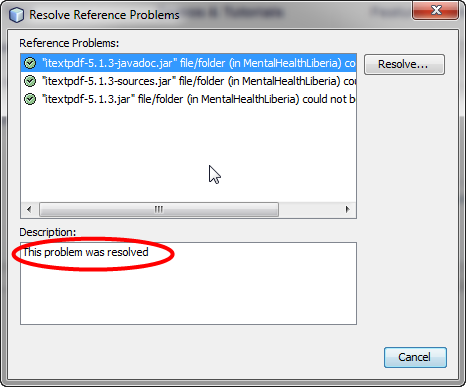 Resolve Reference Problems
Reference Problems:
"itextpdf-5.1.3-javadoc.jar" file/folder (in MentalHealthLiberia) co
Resolve...
"itextpdf-5.1.3-sources.jar" file/folder (in MentalHealthLiberia) co
"itextpdf-5.1.3.jar" file/folder (in MentalHealthLiberia) could not b
Description:
This problem was resolved
Cancel